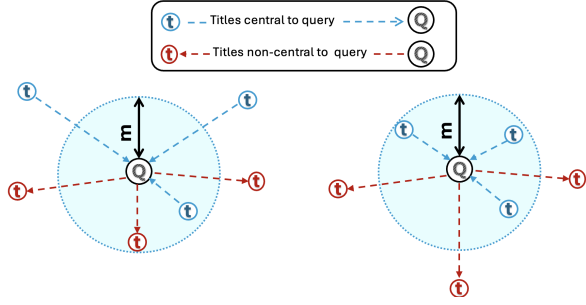 t Titles central to query Q
t Titles non-central to query Q
t t t
m m
t t
Q Q
t t t t
t t
t
t